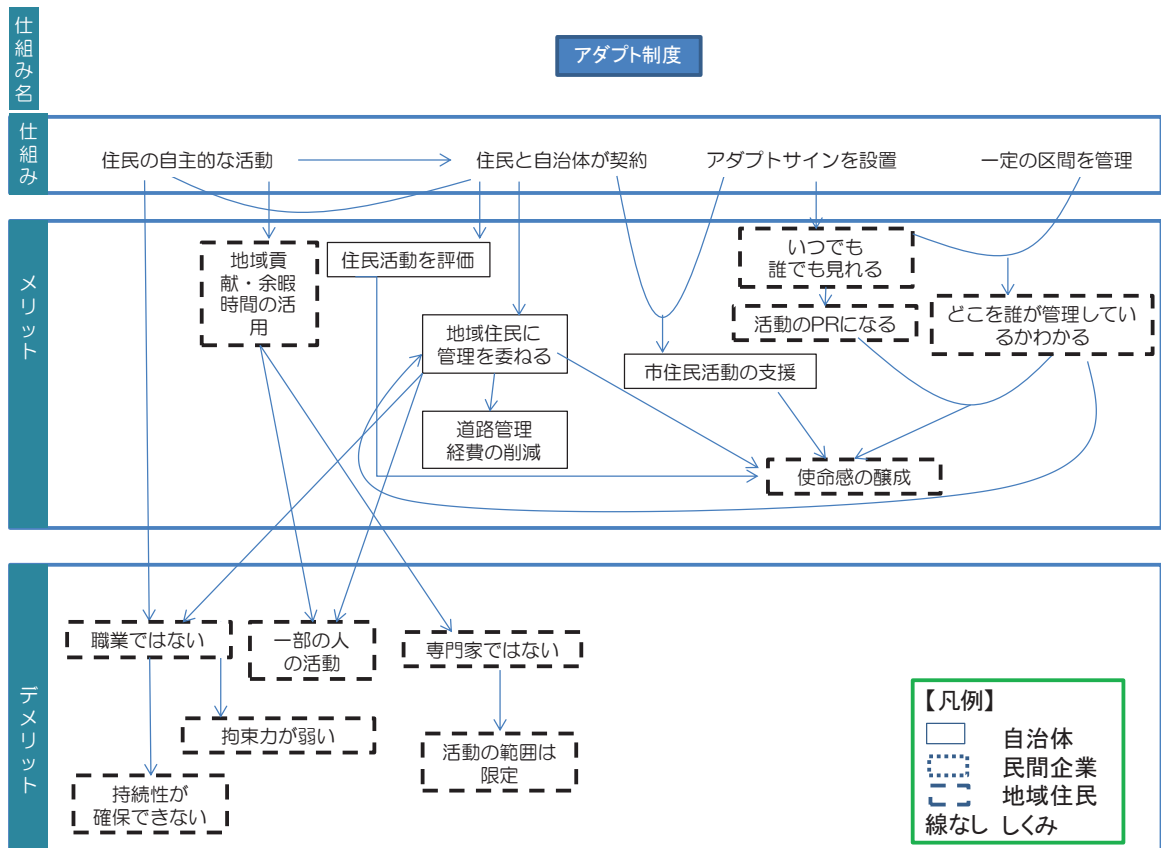 仕組み名
アダプト制度
仕組み
住民の自主的な活動
住民と自治体が契約
アダプトサインを設置
一定の区間を管理
メリット
地域貢
献・余暇
時間の活
用
住民活動を評価
地域住民に
管理を委ねる
道路管理
経費の削減
市住民活動の支援
いつでも
誰でも見れる
活動のPRになる
どこを誰が管理してい
るかわかる
使命感の醸成
デメリット
職業ではない
一部の人
の活動
専門家ではない
拘束力が弱い
活動の範囲は
限定
持続性が
確保できない
【凡例】
自治体
民間企業
地域住民
線なし しくみ